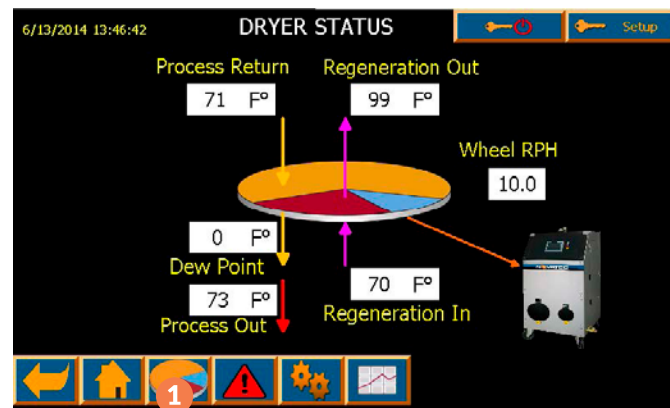 6/13/2014 13:46:42 DRYER STATUS Setup
Process Return Regeneration Out
71 F° 99 F°
Wheel RPH
10.0
0 F°
Dew Point
73 F° 70 F°
Process Out Regeneration In
1